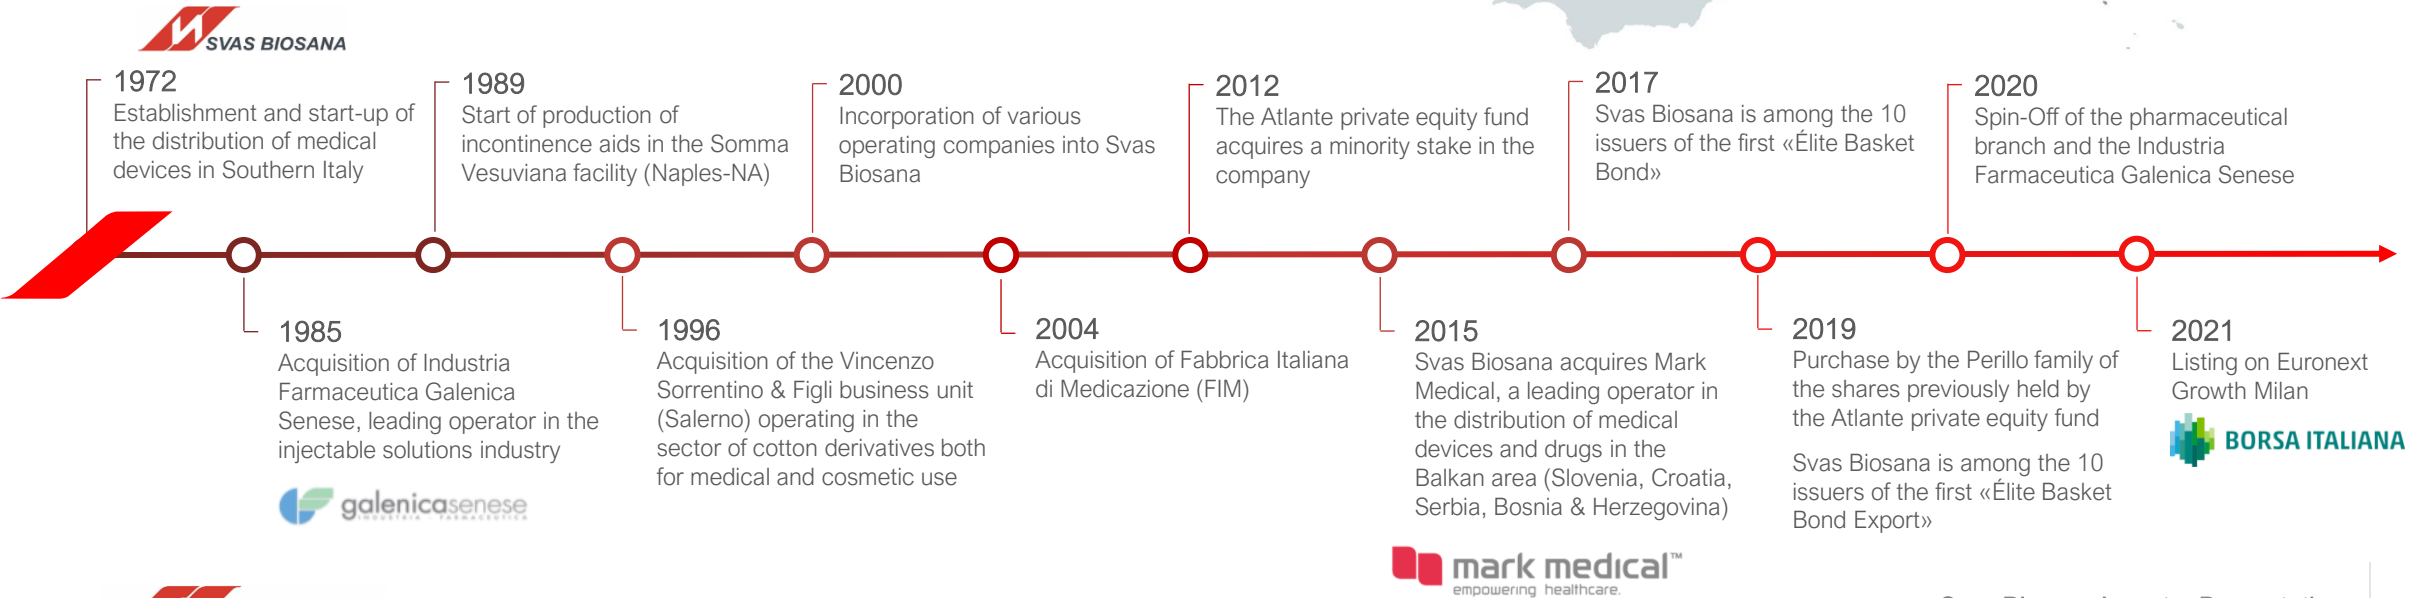 SVAS BIOSANA
1972
Establishment and start-up of
the distribution of medical
devices in Southern Italy
1989
Start of production of
incontinence aids in the Somma
Vesuviana facility (Naples-NA)
2000
Incorporation of various
operating companies into Svas
Biosana
2012
The Atlante private equity fund
acquires a minority stake in the
company
2017
Svas Biosana is among the 10
issuers of the first «Élite Basket
Bond»
2020
Spin-Off of the pharmaceutical
branch and the Industria
Farmaceutica Galenica Senese
1985
Acquisition of Industria
Farmaceutica Galenica
Senese, leading operator in the
injectable solutions industry
galenicasenese
INDUSTRIA - FARMACEUTICA
1996
Acquisition of the Vincenzo
Sorrentino & Figli business unit
(Salerno) operating in the
sector of cotton derivatives both
for medical and cosmetic use
2004
Acquisition of Fabbrica Italiana
di Medicazione (FIM)
2015
Svas Biosana acquires Mark
Medical, a leading operator in
the distribution of medical
devices and drugs in the
Balkan area (Slovenia, Croatia,
Serbia, Bosnia & Herzegovina)
mark medical™
empowering healthcare.
2019
Purchase by the Perillo family of
the shares previously held by
the Atlante private equity fund
Svas Biosana is among the 10
issuers of the first «Élite Basket
Bond Export»
2021
Listing on Euronext
Growth Milan
BORSA ITALIANA